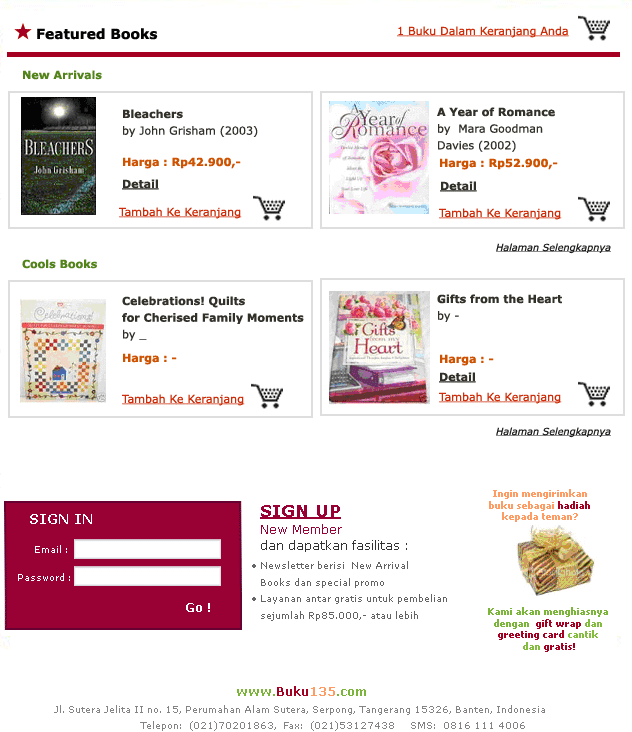 Featured Books
1 Buku Dalam Keranjang Anda
New Arrivals
BLEACHERS
John Grisham
Bleachers
by John Grisham (2003)
Harga : Rp42.900,-
Detail
Tambah Ke Keranjang
A Year of
Romance
A Year of Romance
by Mara Goodman
Davies (2002)
Harga : Rp52.900,-
Detail
Tambah Ke Keranjang
Halaman Selengkapnya
Cools Books
Celebrations!
Celebrations! Quilts
for Cherised Family Moments
by _
Harga : -
Tambah Ke Keranjang
Gifts
Heart
Gifts from the Heart
by -
Harga : -
Detail
Tambah Ke Keranjang
Halaman Selengkapnya
SIGN IN
Email :
Password :
Go !
SIGN UP
New Member
dan dapatkan fasilitas :
• Newsletter berisi New Arrival
Books dan special promo
• Layanan antar gratis untuk pembelian
sejumlah Rp85.000,- atau lebih
Ingin mengirimkan
buku sebagai hadiah
kepada teman?
Kami akan menghiasnya
dengan gift wrap dan
greeting card cantik
dan gratis!
www.Buku135.com
Jl. Sutera Jelita II no. 15, Perumahan Alam Sutera, Serpong, Tangerang 15326, Banten, Indonesia
Telepon: (021)70201863, Fax: (021)53127438 SMS: 0816 111 4006